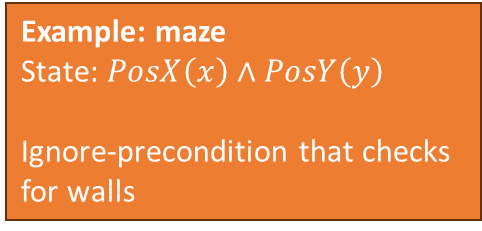 Example: maze
State: PosX(x) ∧ PosY(y)
Ignore-precondition that checks
for walls